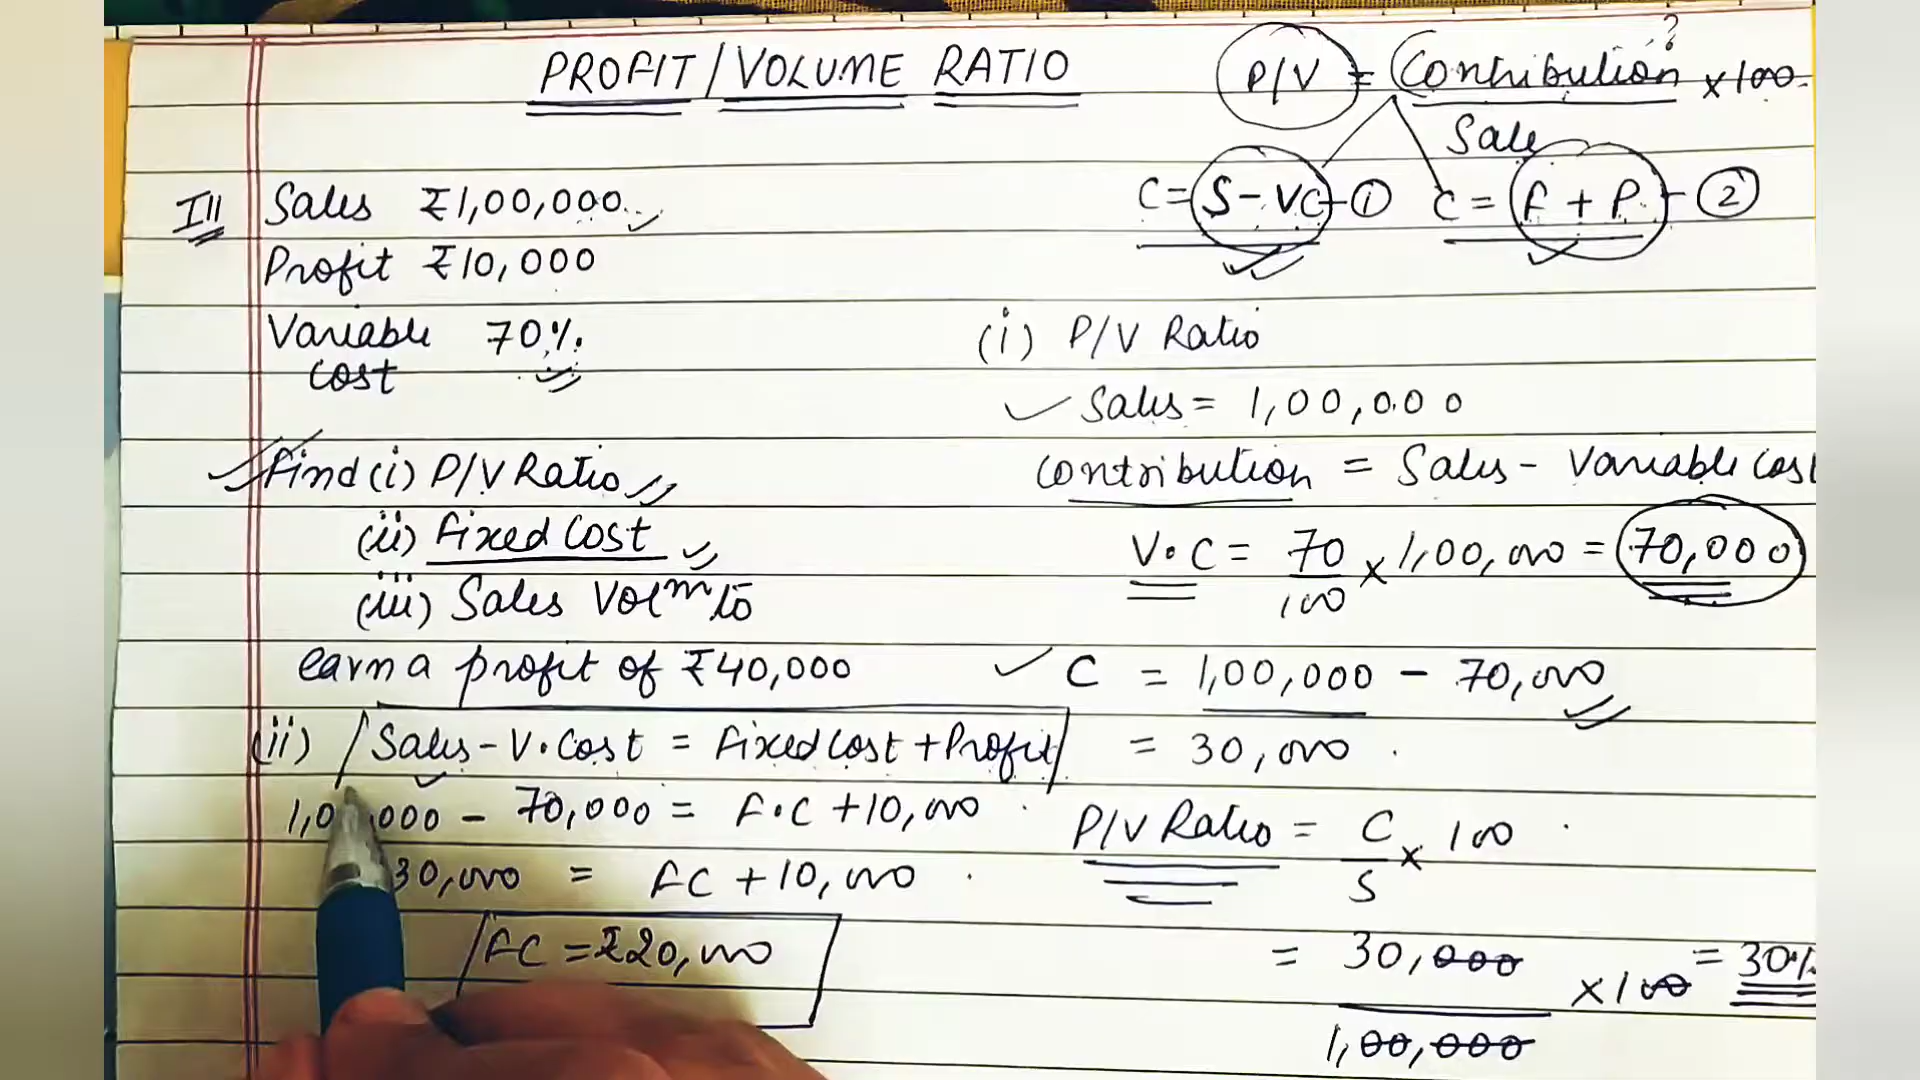 PROFIT/VOLUME RATIO
P/V = Contribution ? × 100
Sale
C = S - VC - ① C = F + P - ②
III Sales ₹1,00,000
Profit ₹10,000
Variable 70%
Cost
Find (i) P/V Ratio
(ii) Fixed Cost
(iii) Sales Volᵐ to
earn a profit of ₹40,000
(ii) Sales - V.Cost = Fixed Cost + Profit
1,00,000 - 70,000 = F.C + 10,000
30,000 = FC + 10,000
FC = ₹20,000
(i) P/V Ratio
Sales = 1,00,000
Contribution = Sales - Variable Cost
V.C = 70/100 × 1,00,000 = 70,000
C = 1,00,000 - 70,000
= 30,000
P/V Ratio = C/S × 100
= 30,000/1,00,000 × 100 = 30%